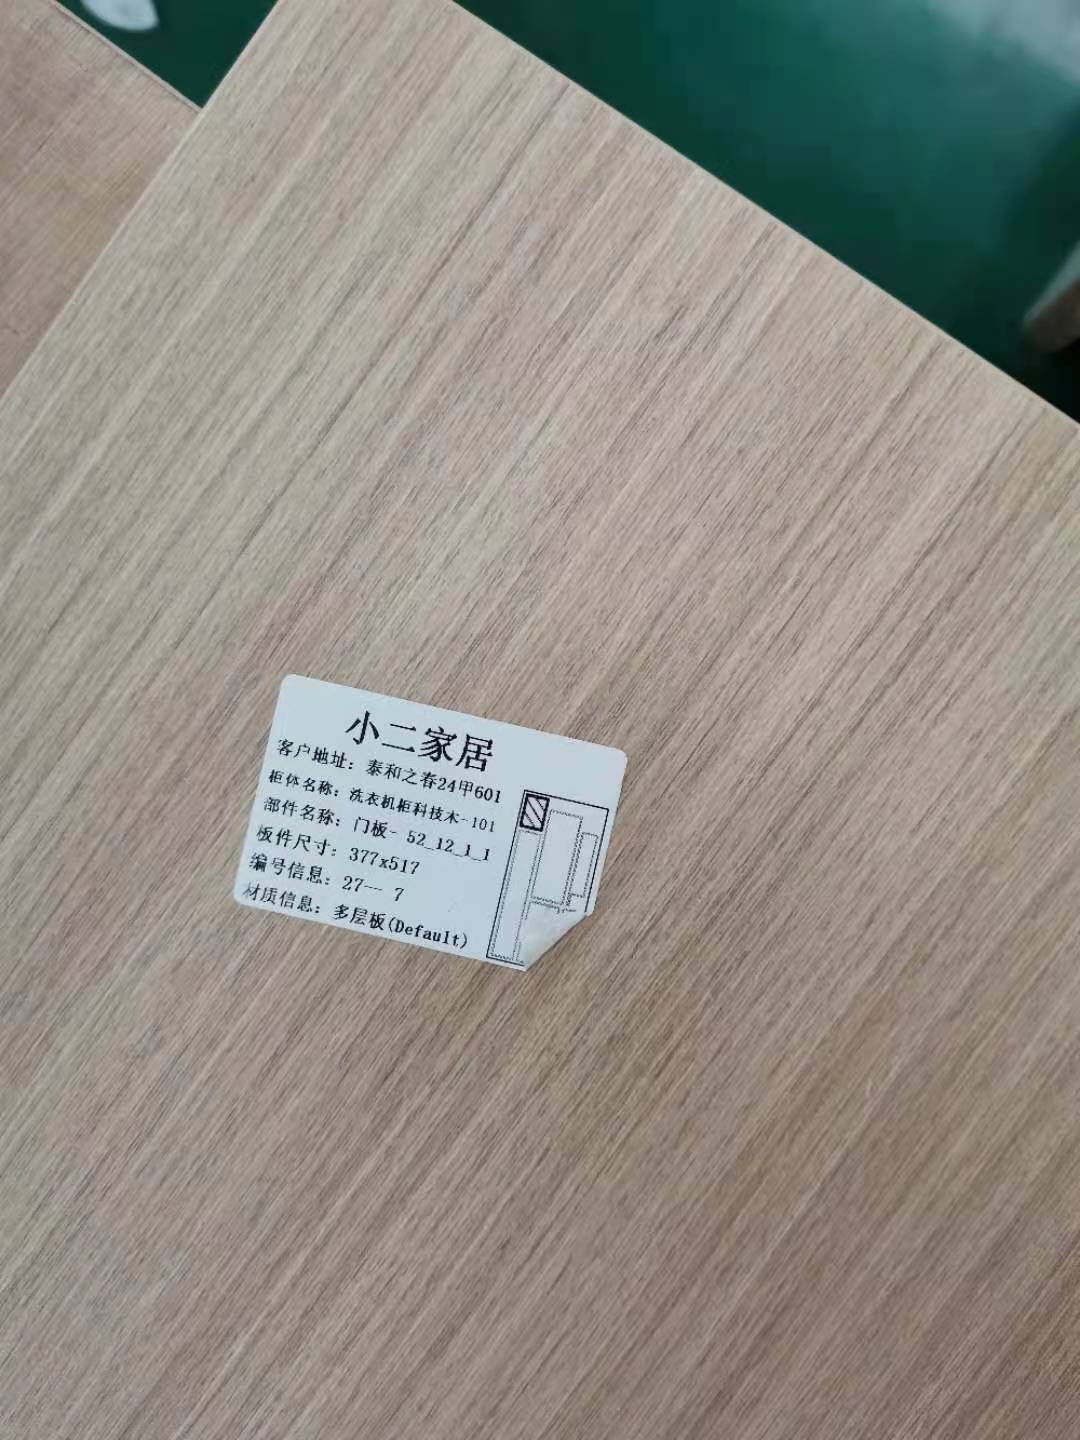 小二家居
客户地址：泰和之春24甲601
柜体名称：洗衣机柜科技木-101
部件名称：门板- 52_12_1_1
板件尺寸：377x517
编号信息：27— 7
材质信息：多层板(Default)